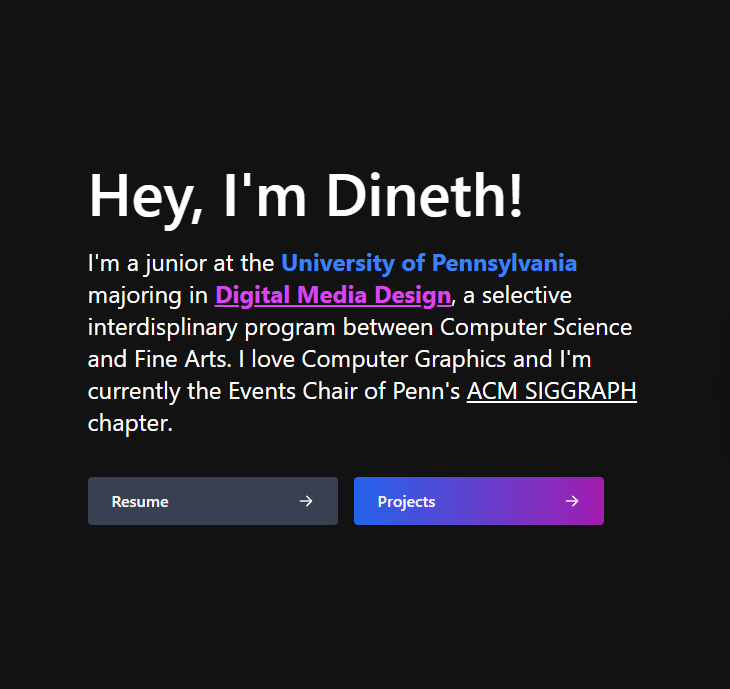 Hey, I'm Dineth!
I'm a junior at the University of Pennsylvania
majoring in Digital Media Design, a selective
interdisplinary program between Computer Science
and Fine Arts. I love Computer Graphics and I'm
currently the Events Chair of Penn's ACM SIGGRAPH
chapter.
Resume
Projects